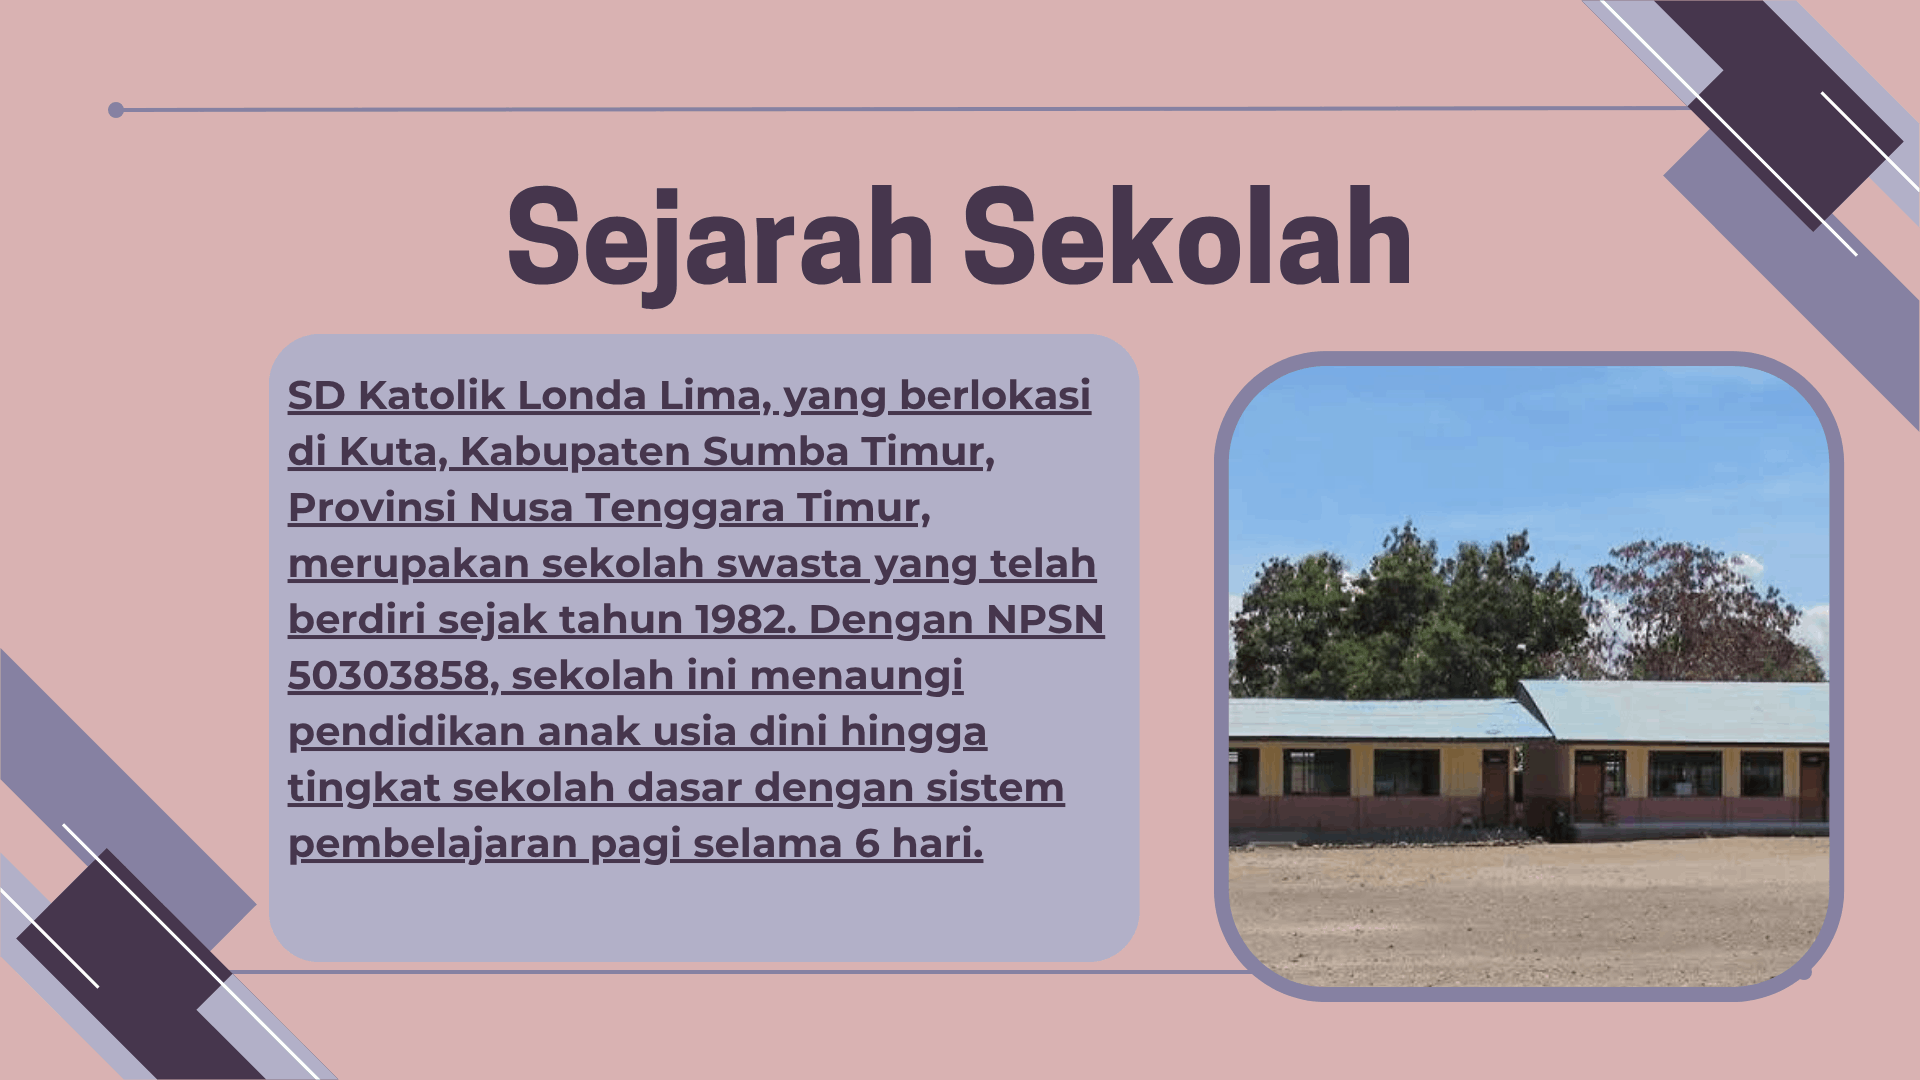 Sejarah Sekolah
SD Katolik Londa Lima, yang berlokasi
di Kuta, Kabupaten Sumba Timur,
Provinsi Nusa Tenggara Timur,
merupakan sekolah swasta yang telah
berdiri sejak tahun 1982. Dengan NPSN
50303858, sekolah ini menaungi
pendidikan anak usia dini hingga
tingkat sekolah dasar dengan sistem
pembelajaran pagi selama 6 hari.